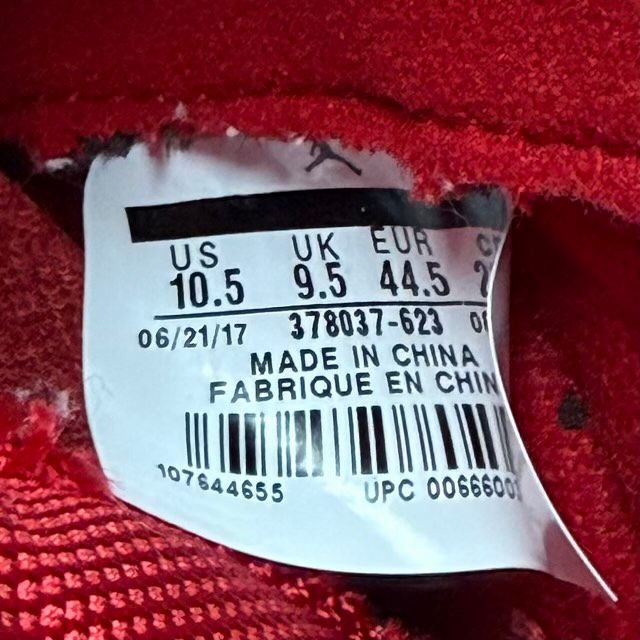 US UK EUR
10.5 9.5 44.5
06/21/17 378037-623
MADE IN CHINA
FABRIQUE EN CHIN
107644655 UPC 0066600